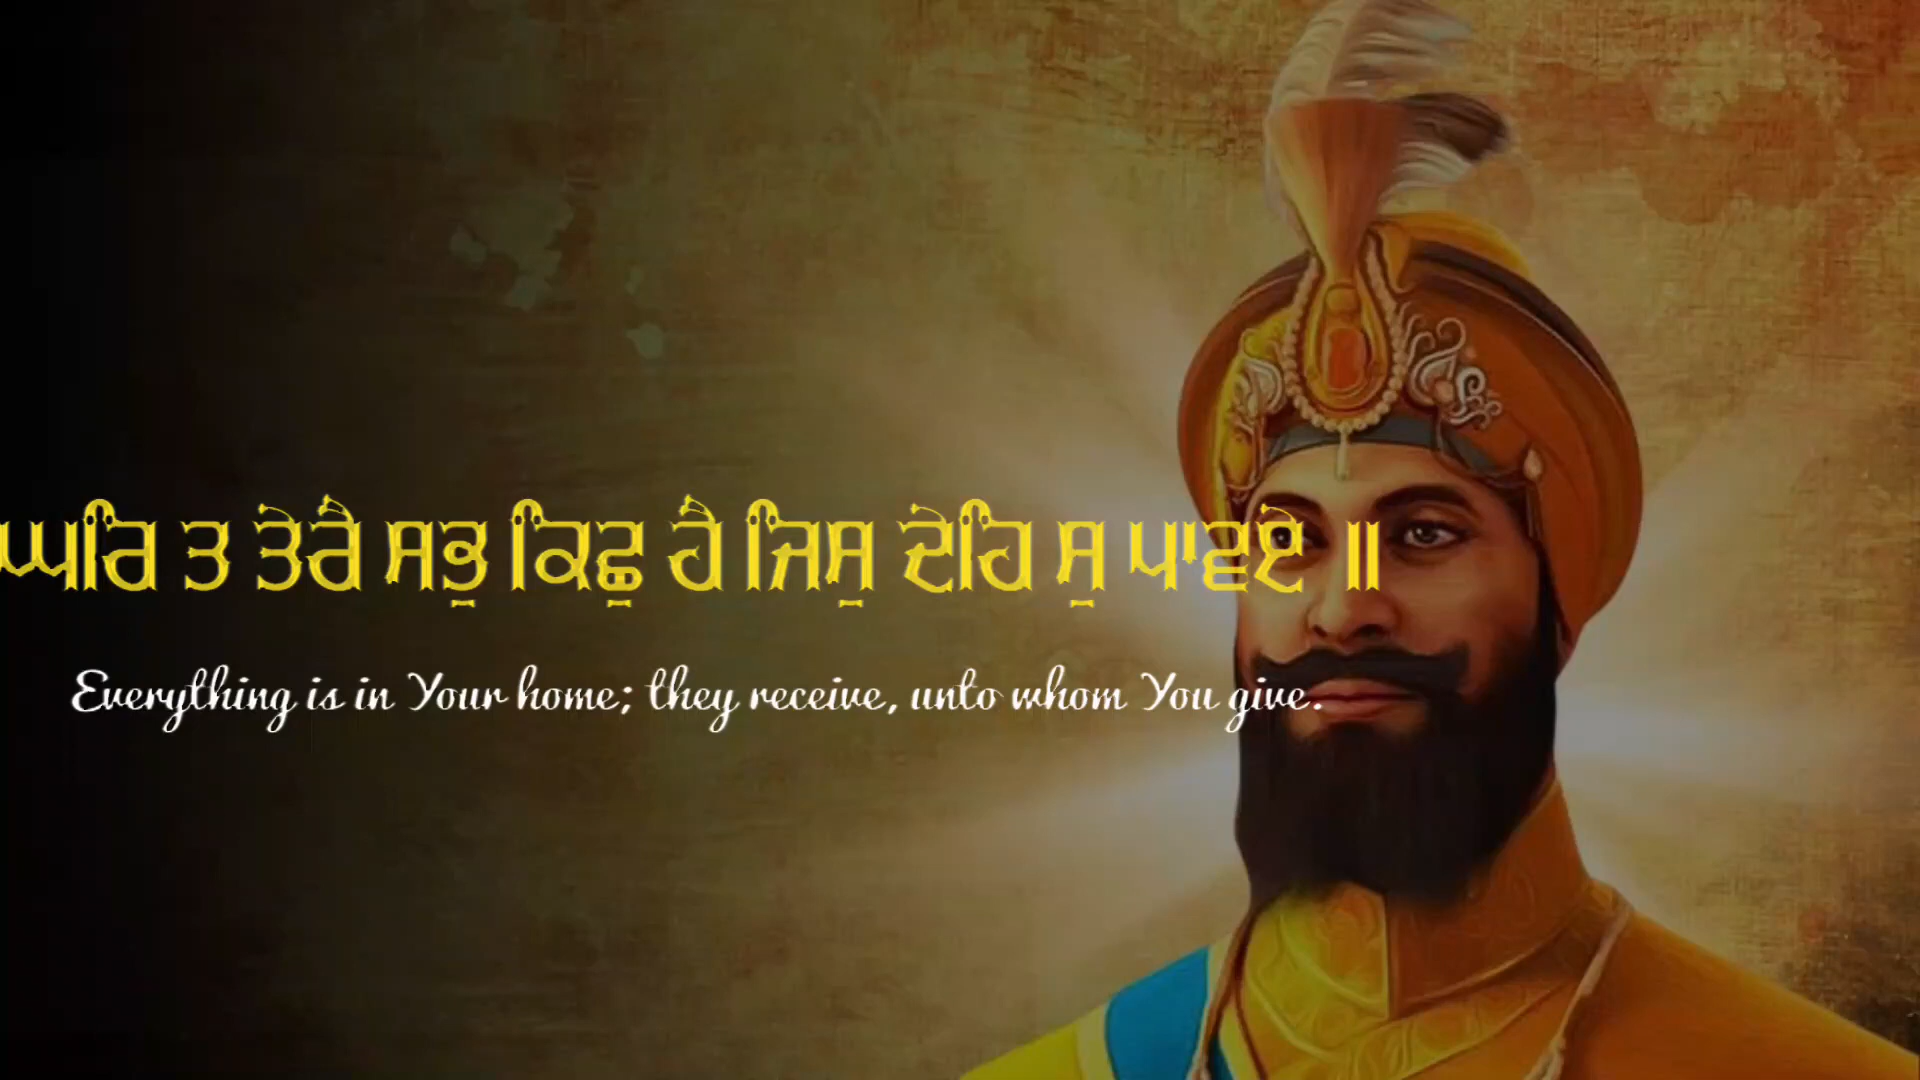 ਘਰਿ ਤ ਤੇਰੈ ਸਭੁ ਕਿਛੁ ਹੈ ਜਿਸੁ ਦੇਹਿ ਸੁ ਪਾਵਏ ॥
Everything is in Your home; they receive, unto whom You give.